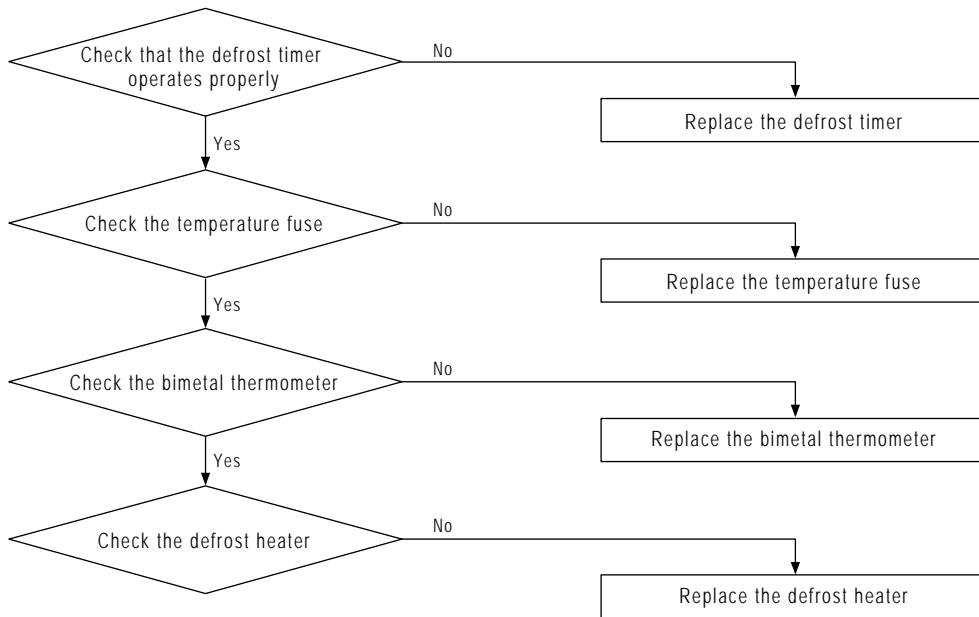 Check that the defrost timer
operates properly
No
Replace the defrost timer
Yes
Check the temperature fuse
No
Replace the temperature fuse
Yes
Check the bimetal thermometer
No
Replace the bimetal thermometer
Yes
Check the defrost heater
No
Replace the defrost heater